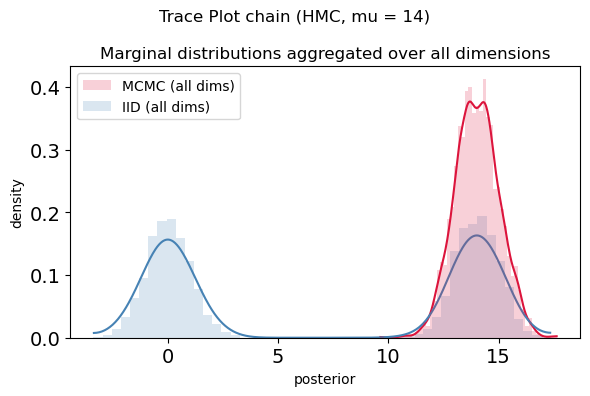 Trace Plot chain (HMC, mu = 14)
Marginal distributions aggregated over all dimensions
MCMC (all dims)
IID (all dims)
density
0.4
0.3
0.2
0.1
0.0
0
5
10
15
posterior